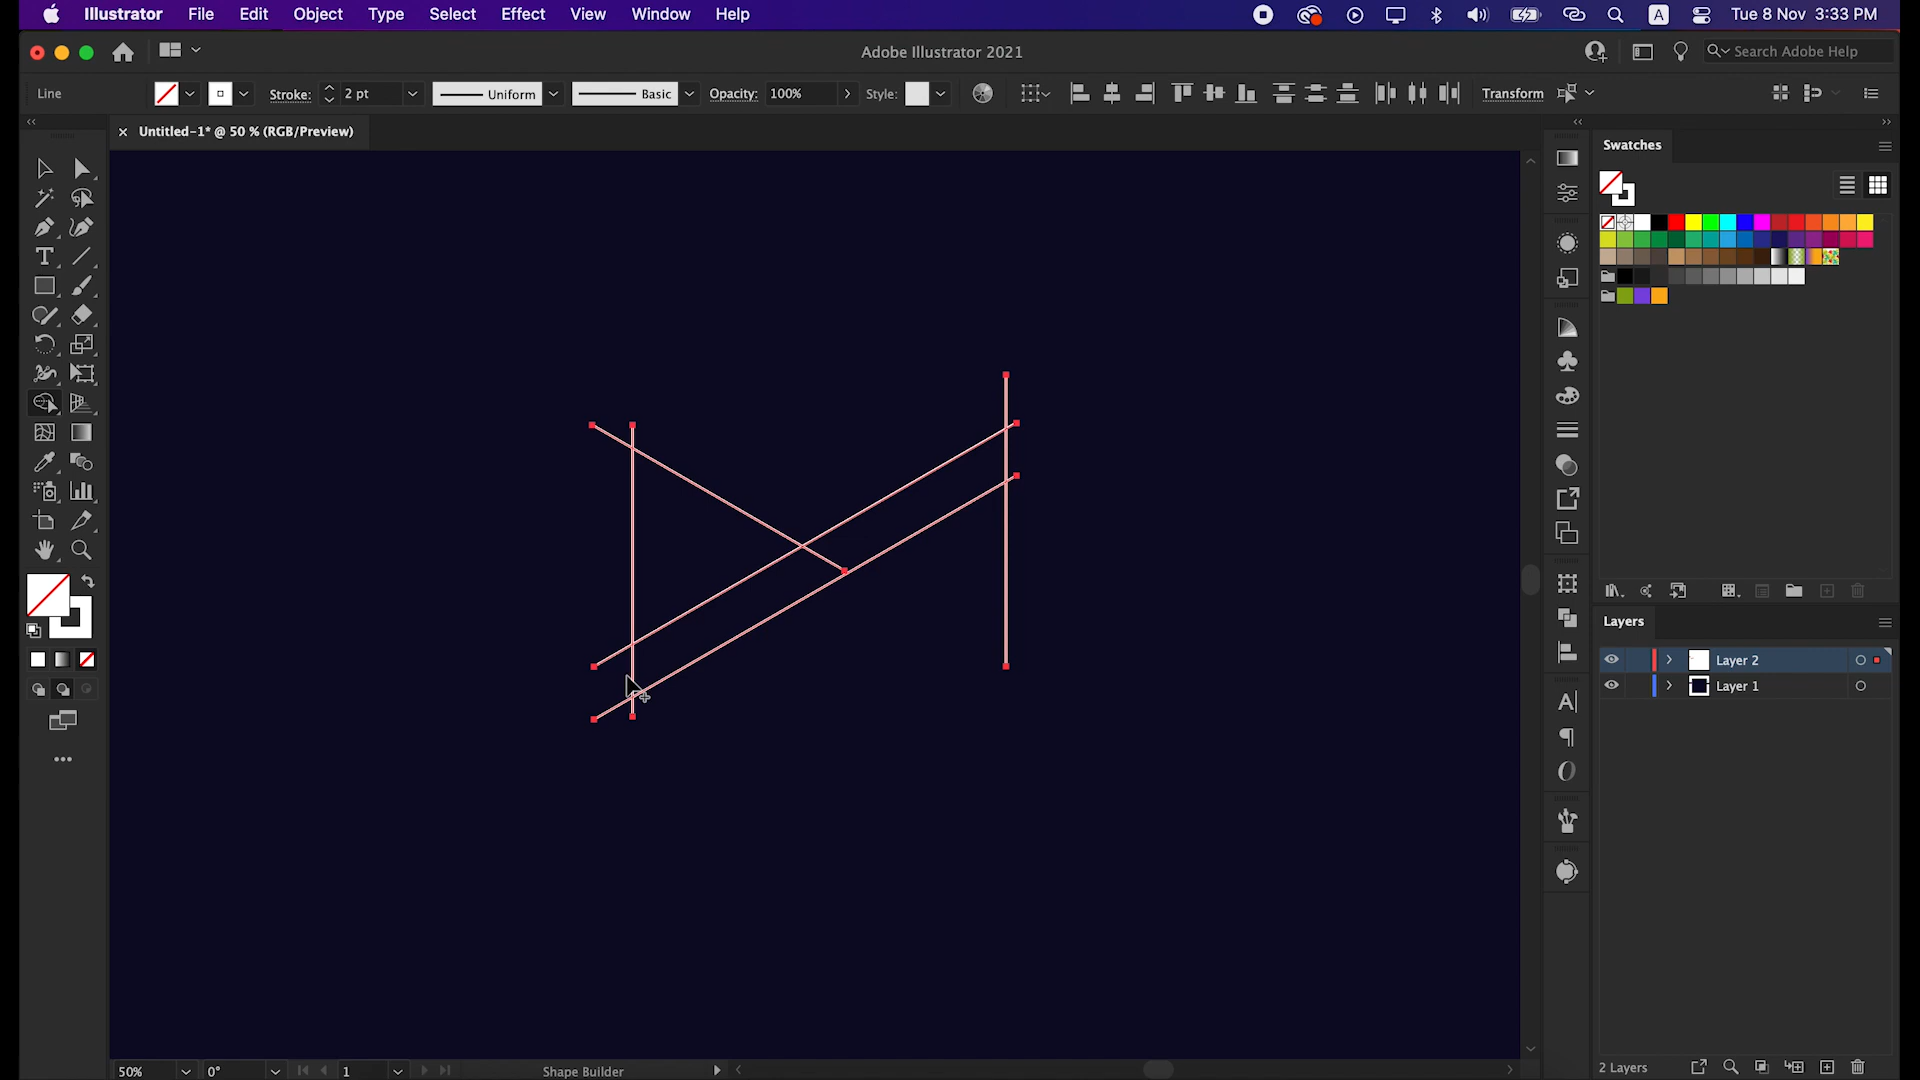 Illustrator File Edit Object Type Select Effect View Window Help
A
Tue 8 Nov 3:33 PM
Adobe Illustrator 2021
Search Adobe Help
Line
Stroke: 2 pt
Uniform
Basic
Opacity: 100%
Style:
Transform
× Untitled-1* @ 50 % (RGB/Preview)
Swatches
Layers
Layer 2
Layer 1
50%
0°
1
Shape Builder
2 Layers